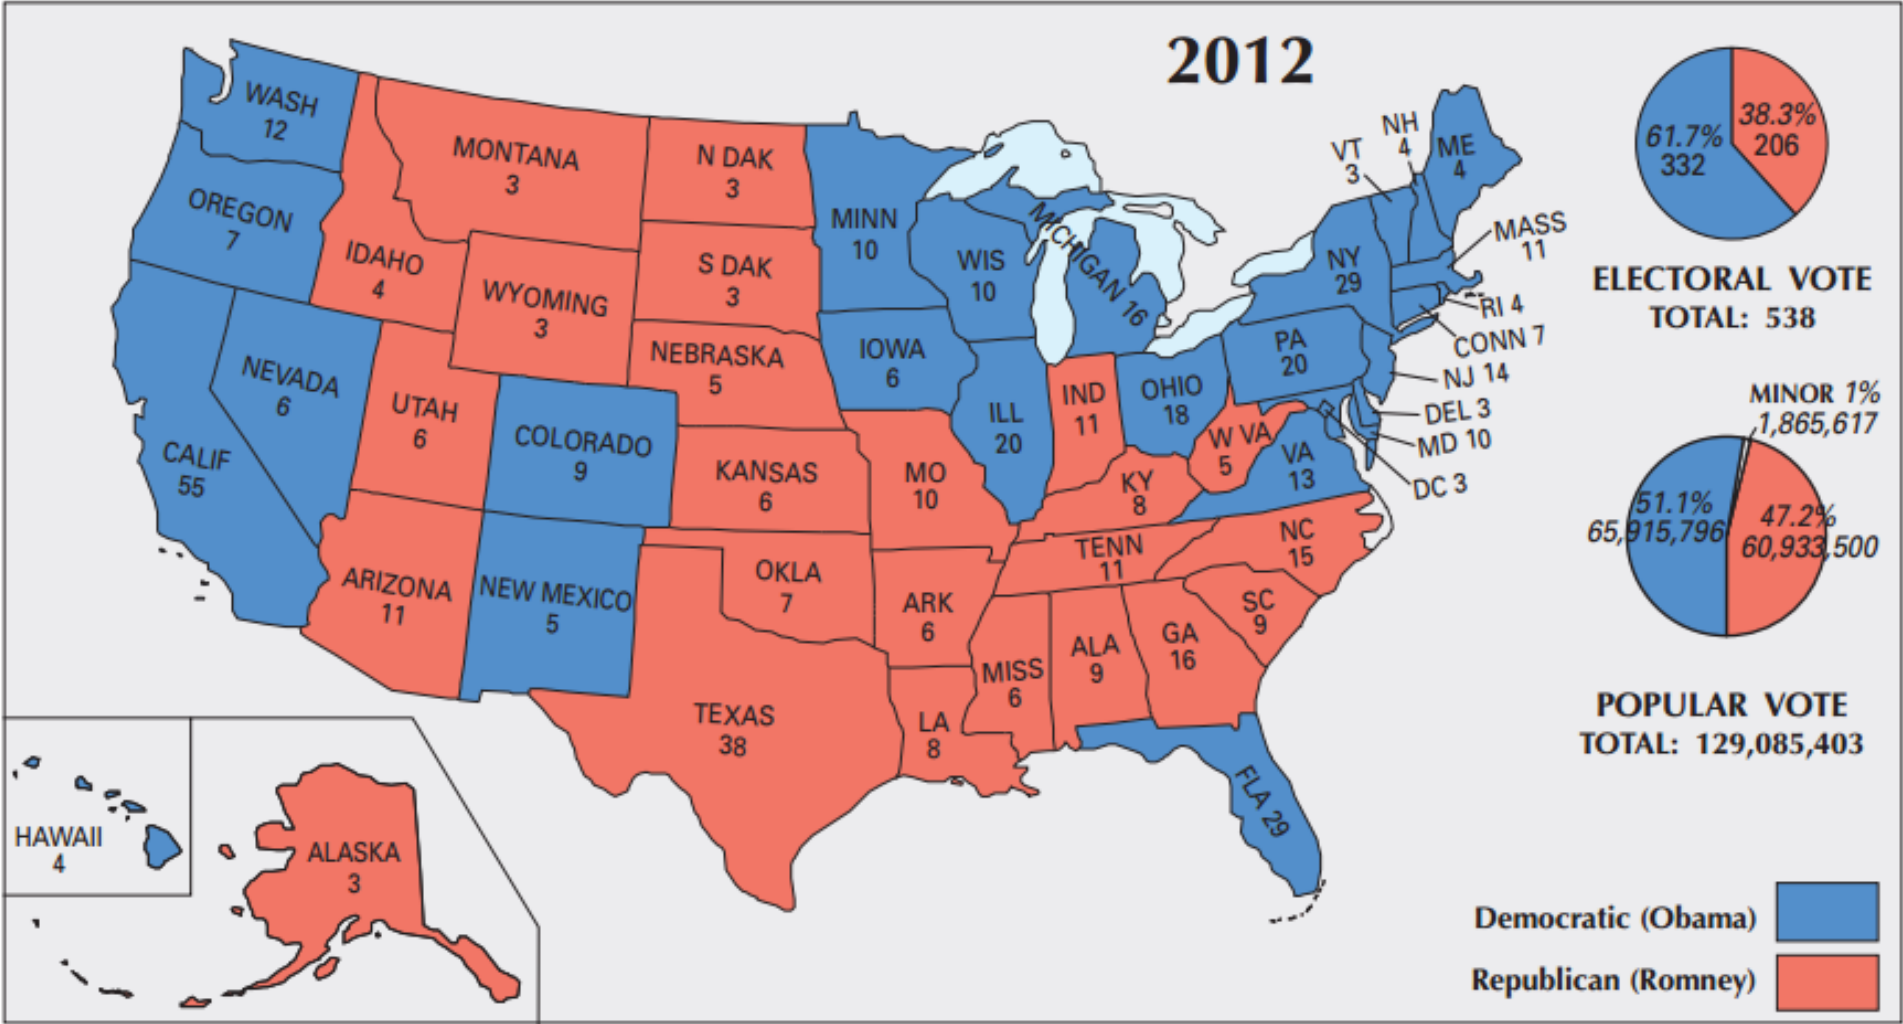 2012
WASH
12
OREGON
7
CALIF
55
NEVADA
6
IDAHO
4
MONTANA
3
WYOMING
3
UTAH
6
ARIZONA
11
COLORADO
9
NEW MEXICO
5
N DAK
3
S DAK
3
NEBRASKA
5
KANSAS
6
OKLA
7
TEXAS
38
MINN
10
IOWA
6
MO
10
ARK
6
LA
8
WIS
10
ILL
20
MICHIGAN 16
IND
11
OHIO
18
KY
8
TENN
11
MISS
6
ALA
9
GA
16
FLA 29
SC
9
NC
15
VA
13
W VA
5
PA
20
NY
29
VT
3
NH
4
ME
4
MASS
11
RI 4
CONN 7
NJ 14
DEL 3
MD 10
DC 3
HAWAII
4
ALASKA
3
61.7%
332
38.3%
206
ELECTORAL VOTE
TOTAL: 538
MINOR 1%
1,865,617
51.1%
65,915,796
47.2%
60,933,500
POPULAR VOTE
TOTAL: 129,085,403
Democratic (Obama)
Republican (Romney)